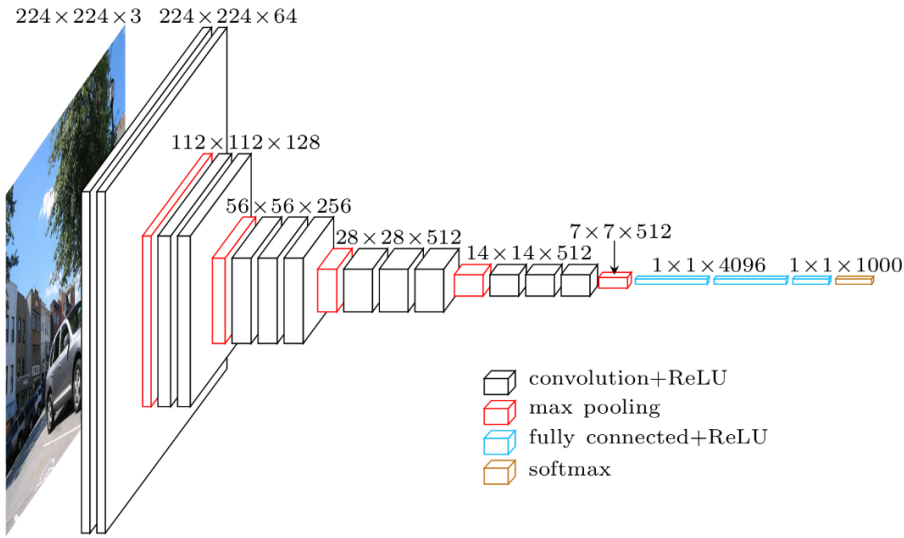 224×224×3
224×224×64
112×112×128
56×56×256
28×28×512
14×14×512
7×7×512
1×1×4096
1×1×1000
convolution+ReLU
max pooling
fully connected+ReLU
softmax